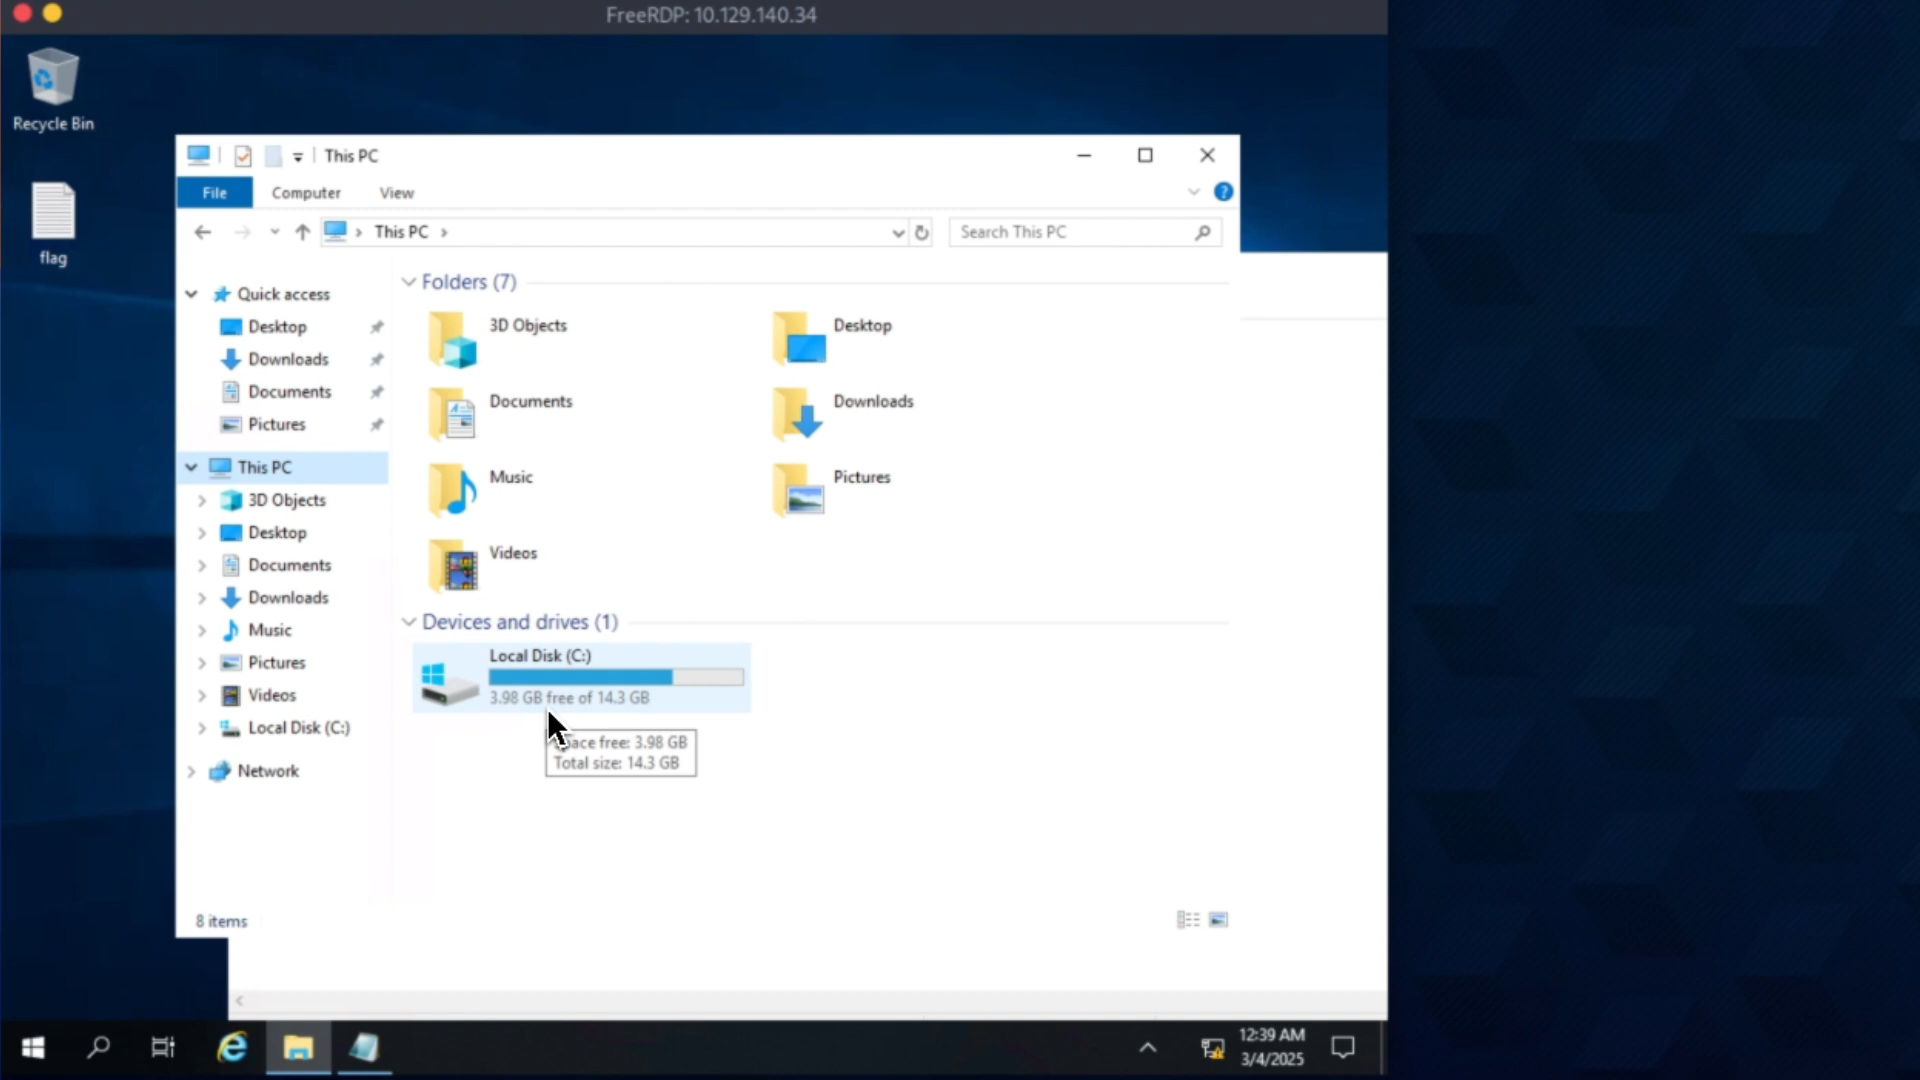 FreeRDP: 10.129.140.34
Recycle Bin
flag
This PC
File Computer View
This PC
Search This PC
Quick access
Desktop
Downloads
Documents
Pictures
This PC
3D Objects
Desktop
Documents
Downloads
Music
Pictures
Videos
Local Disk (C:)
Network
Folders (7)
3D Objects
Desktop
Documents
Downloads
Music
Pictures
Videos
Devices and drives (1)
Local Disk (C:)
3.98 GB free of 14.3 GB
free: 3.98 GB
Total size: 14.3 GB
8 items
12:39 AM
3/4/2025